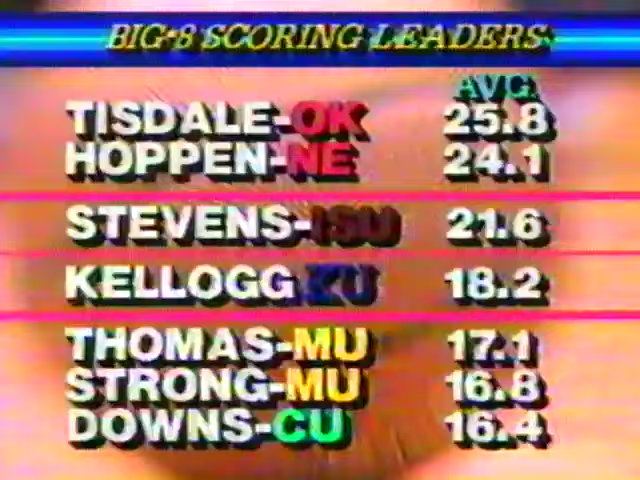 BIG-8 SCORING LEADERS
AVG.
TISDALE-OK 25.8
HOPPEN-NE 24.1
STEVENS-ISU 21.6
KELLOGG KU 18.2
THOMAS-MU 17.1
STRONG-MU 16.8
DOWNS-CU 16.4